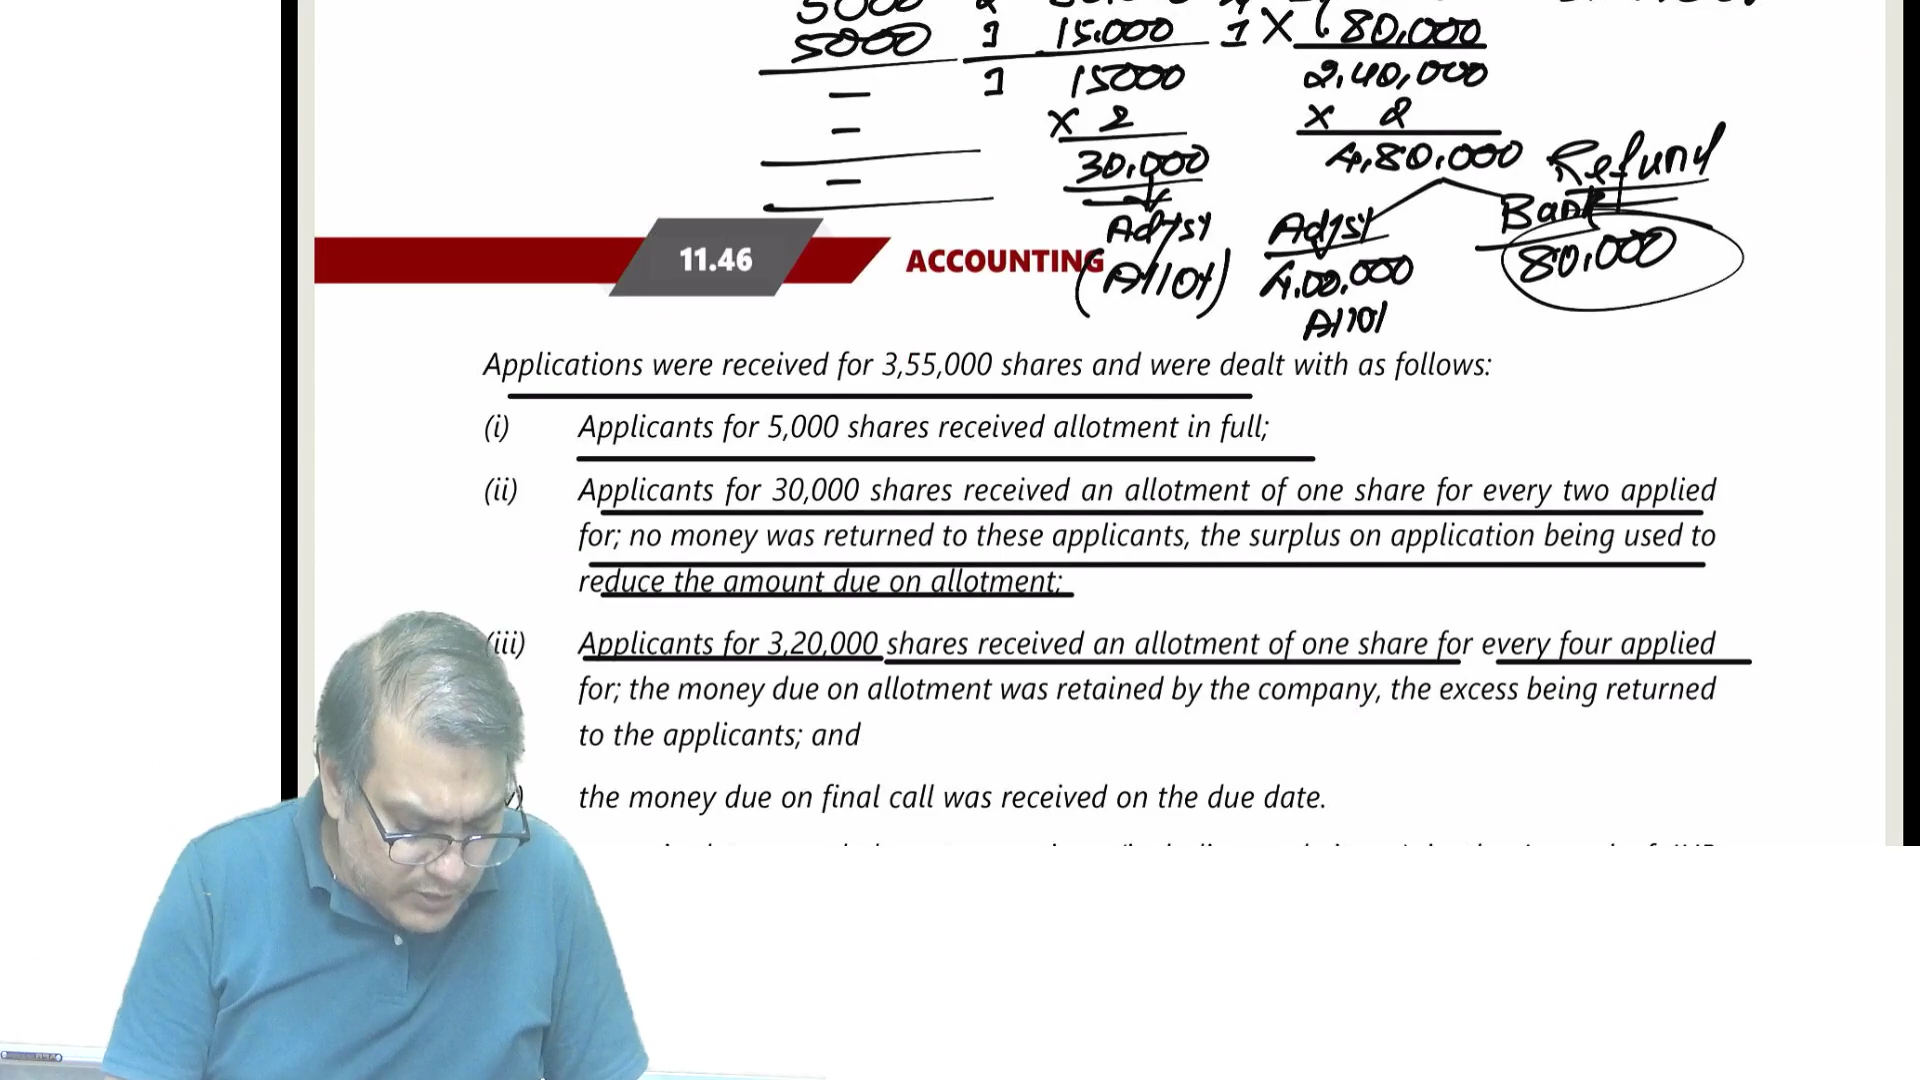 5000
5000 1 15.000 1 X 80,000
1 15000 2,40,000
X 2 X 2
30,000 4,80,000 Refund
Adjst Adjst Bank
11.46 ACCOUNTING (Allot) 4,00,000 80,000
Allot
Applications were received for 3,55,000 shares and were dealt with as follows:
(i) Applicants for 5,000 shares received allotment in full;
(ii) Applicants for 30,000 shares received an allotment of one share for every two applied
for; no money was returned to these applicants, the surplus on application being used to
reduce the amount due on allotment;
(iii) Applicants for 3,20,000 shares received an allotment of one share for every four applied
for; the money due on allotment was retained by the company, the excess being returned
to the applicants; and
the money due on final call was received on the due date.